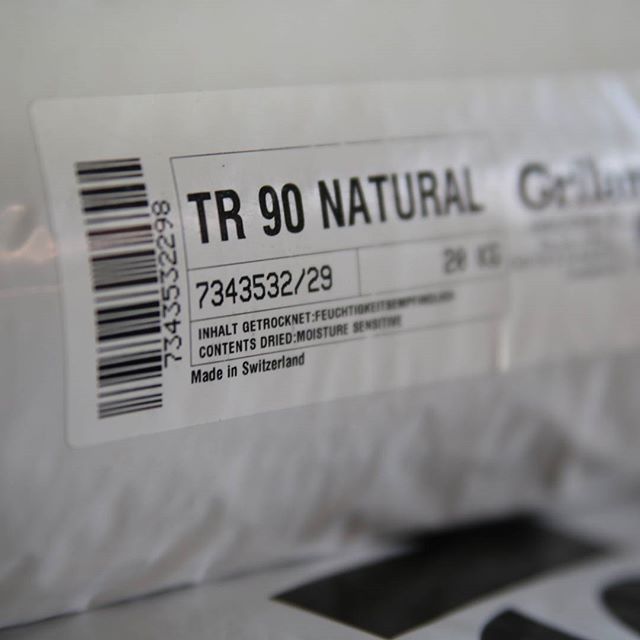 TR 90 NATURAL
7343532298
7343532/29
20 KG
INHALT GETROCKNET:FEUCHTIGKEITSEMPFINDLICH
CONTENTS DRIED:MOISTURE SENSITIVE
Made in Switzerland